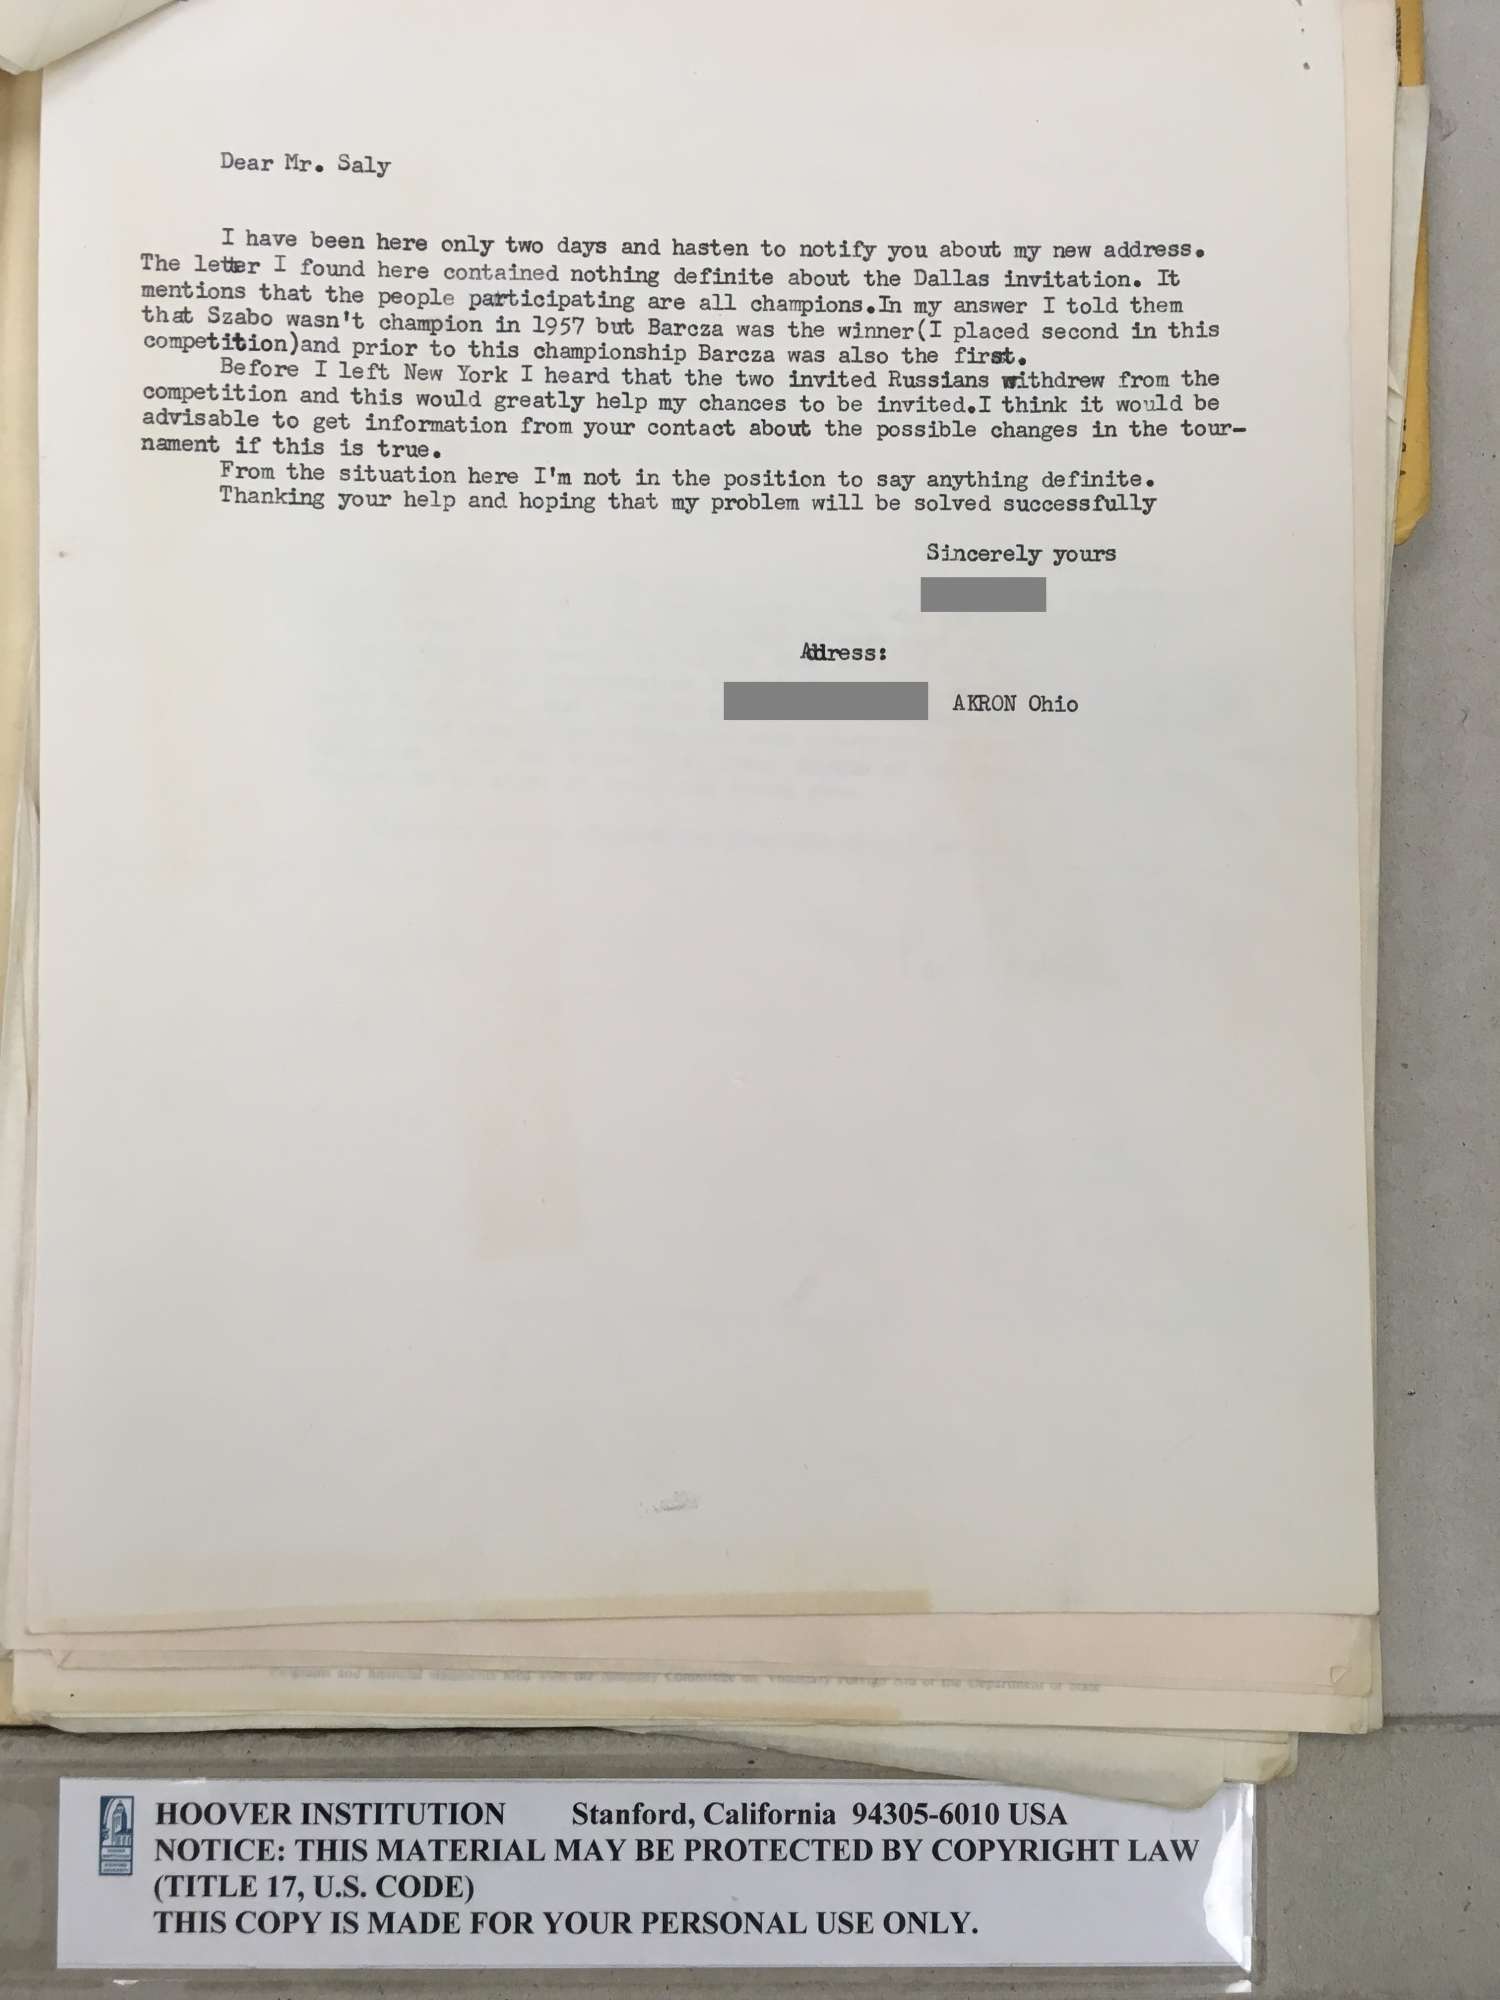 Dear Mr. Saly
I have been here only two days and hasten to notify you about my new address.
The letter I found here contained nothing definite about the Dallas invitation. It
mentions that the people participating are all champions.In my answer I told them
that Szabo wasn't champion in 1957 but Barcza was the winner(I placed second in this
competition)and prior to this championship Barcza was also the first.
Before I left New York I heard that the two invited Russians withdrew from the
competition and this would greatly help my chances to be invited.I think it would be
advisable to get information from your contact about the possible changes in the tour-
nament if this is true.
From the situation here I'm not in the position to say anything definite.
Thanking your help and hoping that my problem will be solved successfully
Sincerely yours
Address:
AKRON Ohio
HOOVER INSTITUTION Stanford, California 94305-6010 USA
NOTICE: THIS MATERIAL MAY BE PROTECTED BY COPYRIGHT LAW
(TITLE 17, U.S. CODE)
THIS COPY IS MADE FOR YOUR PERSONAL USE ONLY.